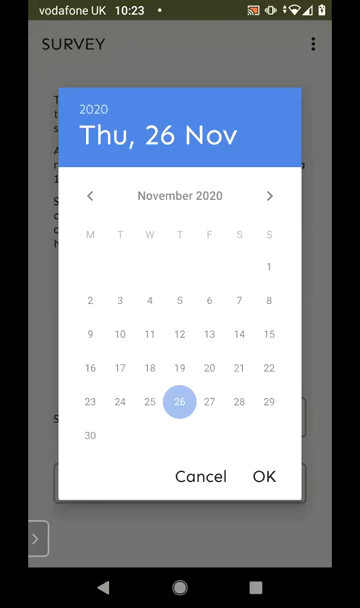 vodafone UK 10:23
SURVEY
2020
Thu, 26 Nov
November 2020
M T W T F S S
1
2 3 4 5 6 7 8
9 10 11 12 13 14 15
16 17 18 19 20 21 22
23 24 25 26 27 28 29
30
Cancel OK